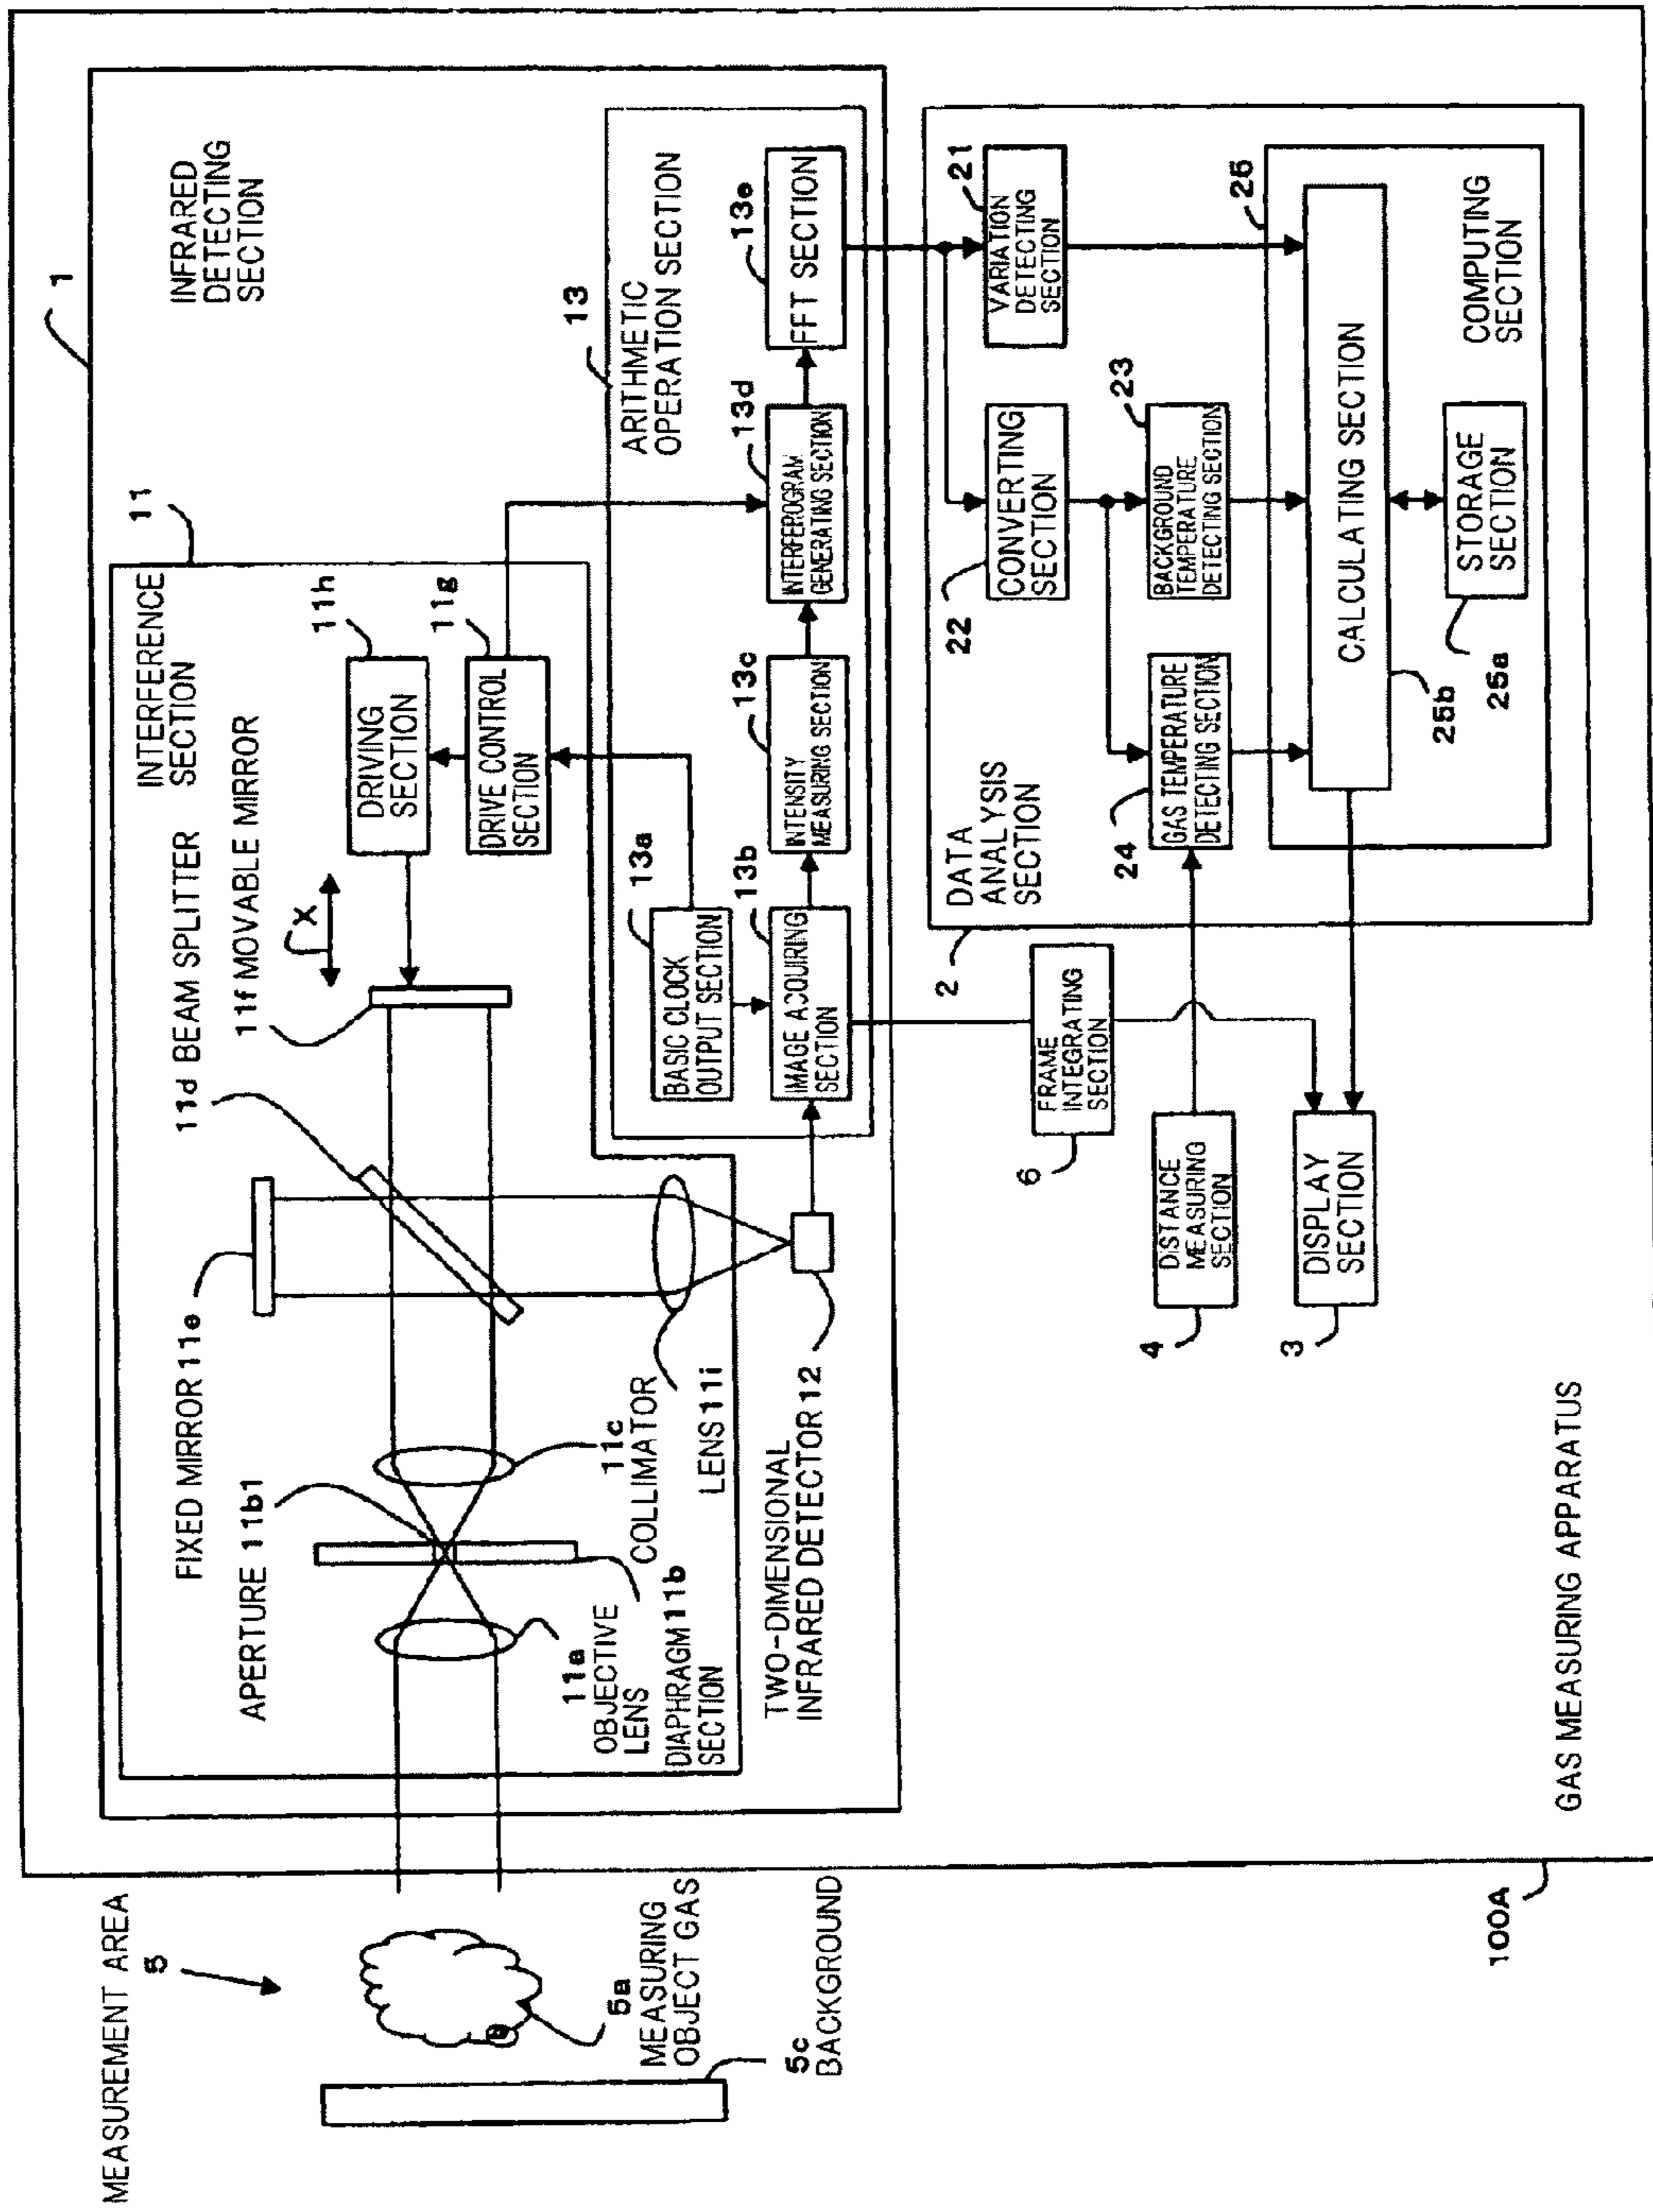 MEASUREMENT AREA
5
5a
MEASURING
OBJECT GAS
5c
BACKGROUND
100A
GAS MEASURING APPARATUS
1
INFRARED
DETECTING
SECTION
INTERFERENCE
SECTION
11
FIXED MIRROR 11e
APERTURE 11b1
11d BEAM SPLITTER
11f MOVABLE MIRROR
X
11h
DRIVING
SECTION
11g
DRIVE CONTROL
SECTION
11a
OBJECTIVE
LENS
DIAPHRAGM 11b
SECTION
11c
COLLIMATOR
LENS 11i
TWO-DIMENSIONAL
INFRARED DETECTOR 12
13
ARITHMETIC
OPERATION SECTION
13a
BASIC CLOCK
OUTPUT SECTION
13b
IMAGE ACQUIRING
SECTION
13c
INTENSITY
MEASURING SECTION
13d
INTERFEROGRAM
GENERATING SECTION
13e
FFT SECTION
6
FRAME
INTEGRATING
SECTION
4
DISTANCE
MEASURING
SECTION
3
DISPLAY
SECTION
2
DATA
ANALYSIS
SECTION
21
VARIATION
DETECTING
SECTION
22
CONVERTING
SECTION
23
BACKGROUND
TEMPERATURE
DETECTING SECTION
24
GAS TEMPERATURE
DETECTING SECTION
25
CALCULATING SECTION
25b
STORAGE
SECTION
25a
COMPUTING
SECTION